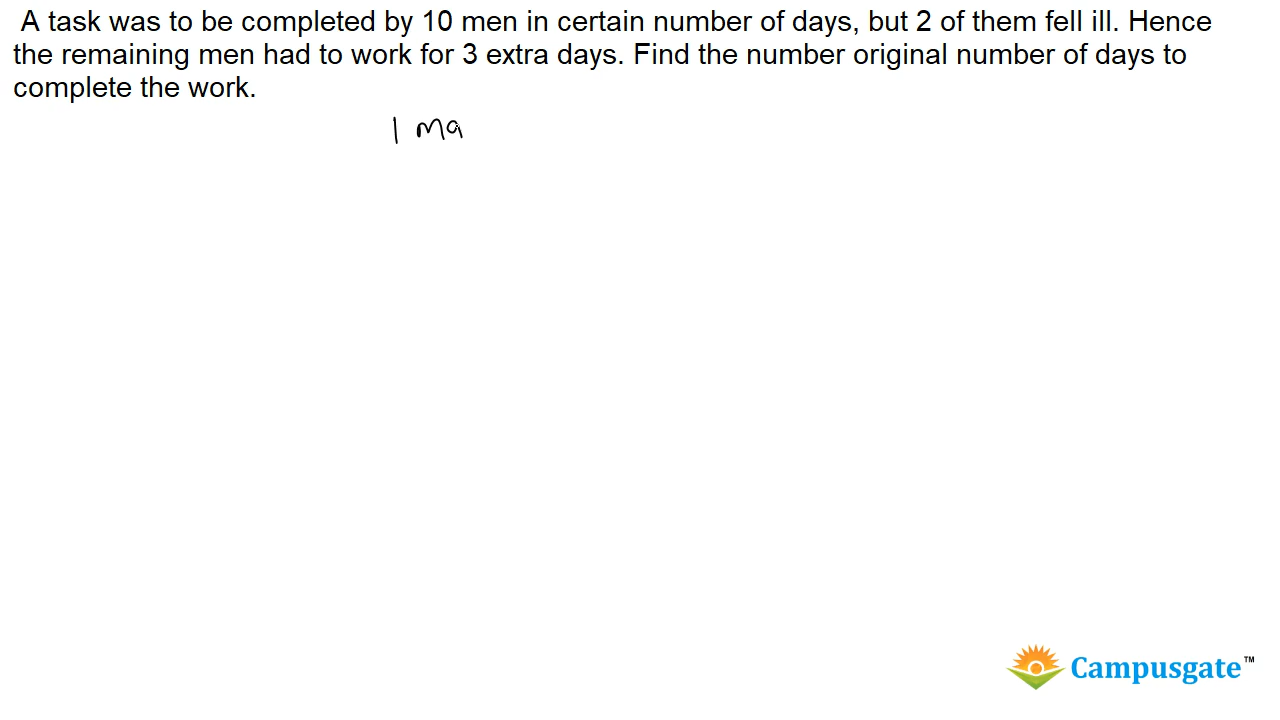 A task was to be completed by 10 men in certain number of days, but 2 of them fell ill. Hence
the remaining men had to work for 3 extra days. Find the number original number of days to
complete the work.
1 ma
Campusgate™